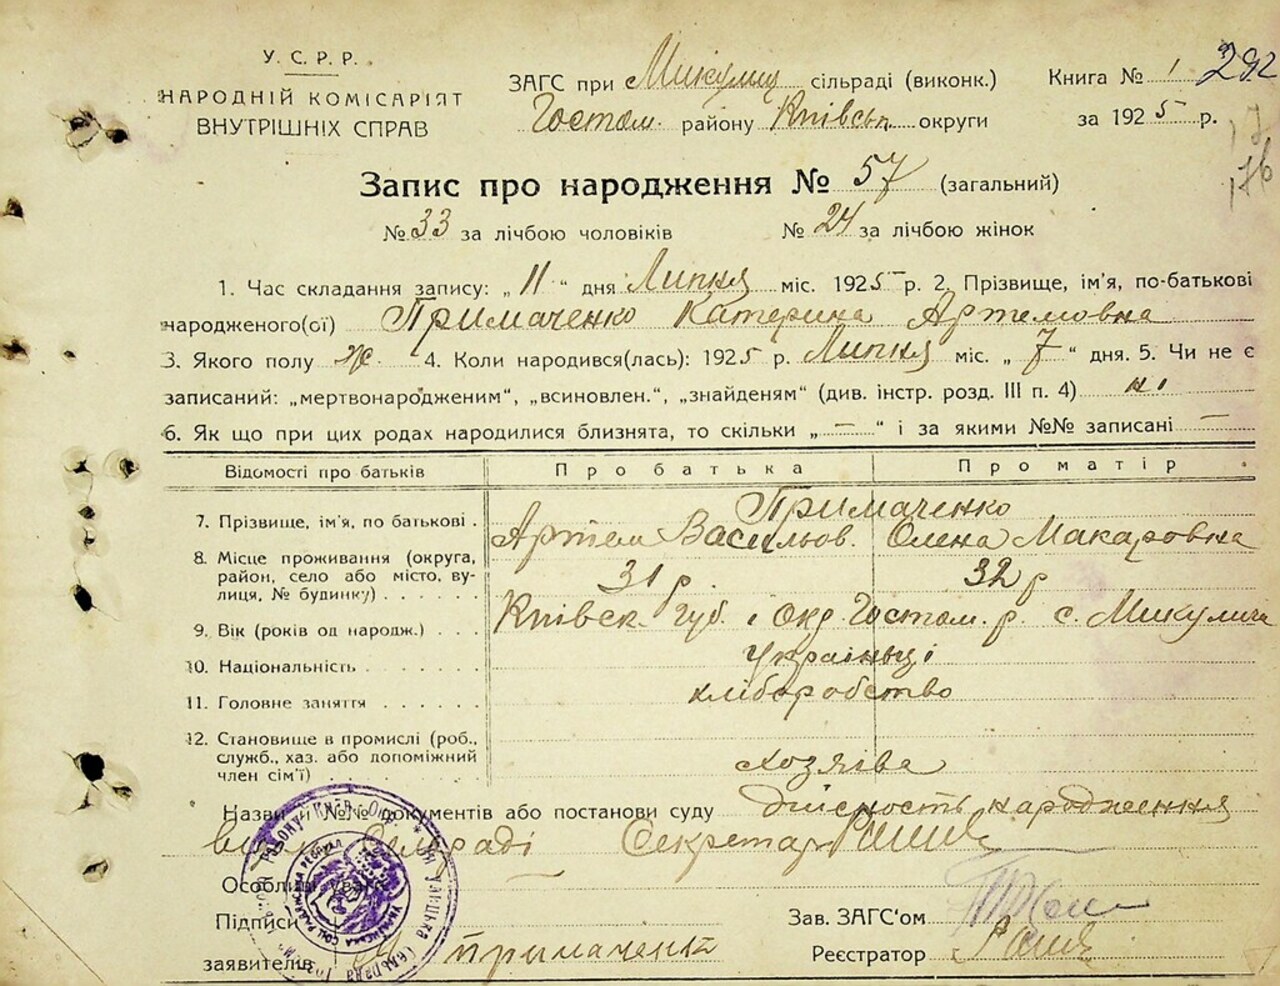 У. С. Р. Р.
НАРОДНІЙ КОМІСАРІЯТ
ВНУТРІШНІХ СПРАВ
ЗАГС при Микулиц сільраді (виконк.)
Гостом. району Київськ. округи
Книга № 1 292
за 1925 р.
17
176
Запис про народження № 57 (загальний)
№ 33 за лічбою чоловіків № 24 за лічбою жінок
1. Час складання запису: „11“ дня Липня міс. 1925 р. 2. Прізвище, ім'я, по-батькові
народженого(ої) Примаченко Катерина Артемовна
3. Якого полу Ж. 4. Коли народився(лась): 1925 р. Липня міс. „7“ дня. 5. Чи не є
записаний: „мертвонародженим“, „всиновлен.“, „знайденям“ (див. інстр. розд. III п. 4) ні
6. Як що при цих родах народилися близнята, то скільки „—“ і за якими №№ записані —
Відомості про батьків Про батька Про матір
7. Прізвище, ім'я, по батькові . Примаченко
Артем Васильов. Олена Макаровна
8. Місце проживання (округа,
район, село або місто, ву-
лиця, № будинку) . . . . . 31 р. 32 р
9. Вік (років од народж.) . . . Київск. Губ. і Окр. Гостом. р. с. Микуличі
10. Національність . . . . . . Українці
11. Головне заняття . . . . . . хліборобство
12. Становище в промислі (роб.,
служб., хаз. або допоміжний
член сім'ї) . . . . . . . хозяїва
Назви й №№ документів або постанови суду дійсность народження
Сельраді Секретар
Особливі уваги —
Підписи
заявителів Примаченк
Зав. ЗАГС'ом
Реєстратор